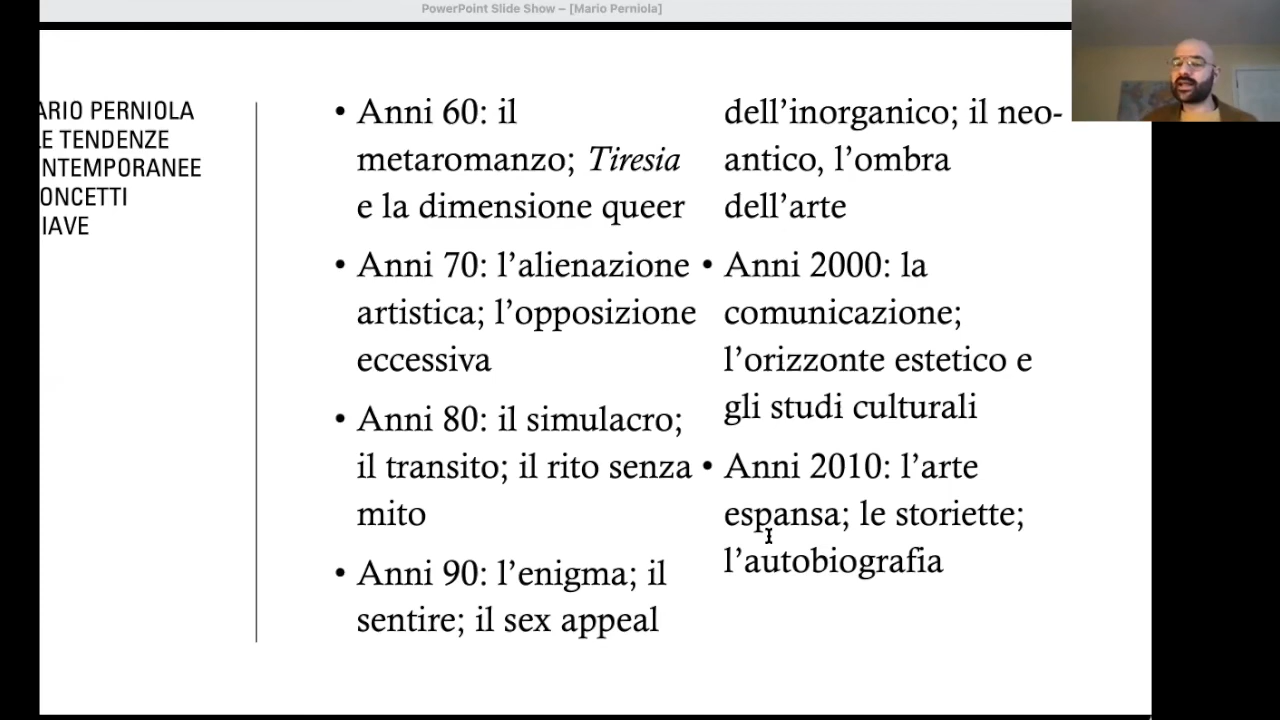 PowerPoint Slide Show – [Mario Perniola]
ARIO PERNIOLA
LE TENDENZE
NTEMPORANEE
ONCETTI
IAVE
• Anni 60: il
metaromanzo; Tiresia
e la dimensione queer
• Anni 70: l’alienazione
artistica; l’opposizione
eccessiva
• Anni 80: il simulacro;
il transito; il rito senza
mito
• Anni 90: l’enigma; il
sentire; il sex appeal
dell’inorganico; il neo-
antico, l’ombra
dell’arte
• Anni 2000: la
comunicazione;
l’orizzonte estetico e
gli studi culturali
• Anni 2010: l’arte
espansa; le storiette;
l’autobiografia